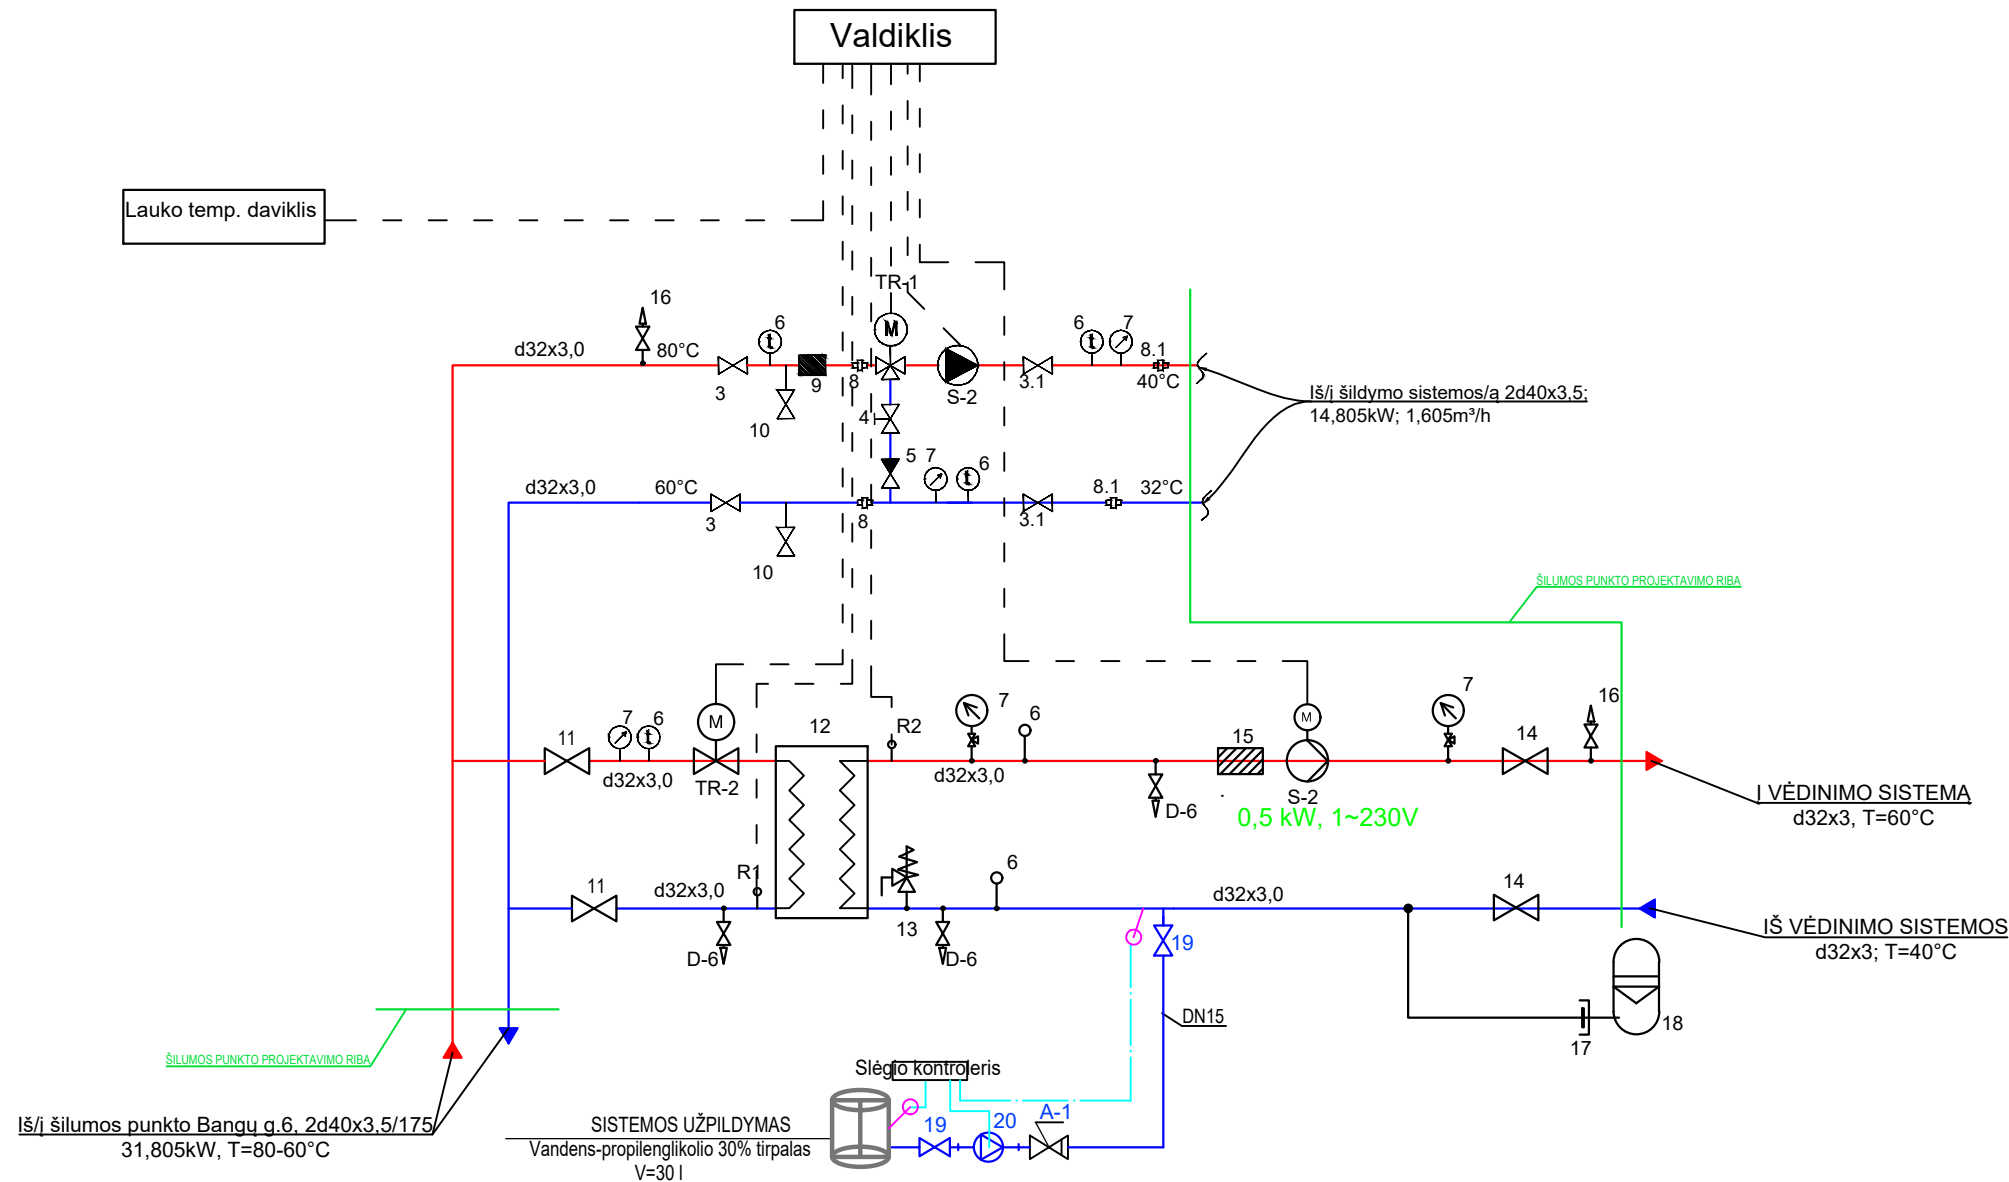 Valdiklis
Lauko temp. daviklis
TR-1
16
6
6
7
d32x3,0
80°C
8.1
3
9
8
S-2
3.1
40°C
10
4
Iš/į šildymo sistemos/ą 2d40x3,5;
14,805kW; 1,605m³/h
5
7
6
d32x3,0
60°C
8.1
32°C
3
8
3.1
10
ŠILUMOS PUNKTO PROJEKTAVIMO RIBA
7
6
M
12
R2
7
6
M
7
16
11
15
14
d32x3,0
TR-2
d32x3,0
D-6
S-2
0,5 kW, 1~230V
Į VĖDINIMO SISTEMĄ
d32x3, T=60°C
11
d32x3,0
R1
6
d32x3,0
14
13
D-6
D-6
19
IŠ VĖDINIMO SISTEMOS
d32x3; T=40°C
DN15
18
17
ŠILUMOS PUNKTO PROJEKTAVIMO RIBA
Slėgio kontroleris
Iš/į šilumos punkto Bangų g.6, 2d40x3,5/175
31,805kW, T=80-60°C
SISTEMOS UŽPILDYMAS
Vandens-propilenglikolio 30% tirpalas
V=30 l
19
20
A-1